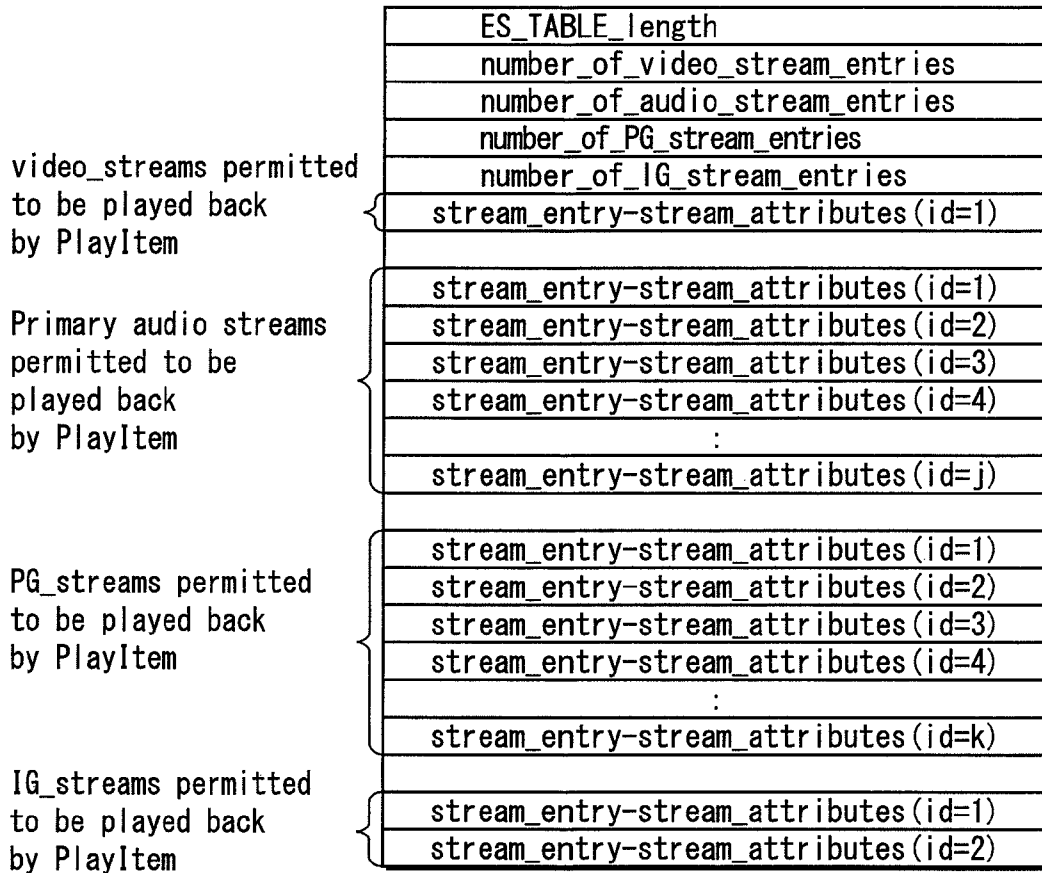 ES_TABLE_length
number_of_video_stream_entries
number_of_audio_stream_entries
number_of_PG_stream_entries
number_of_IG_stream_entries
video_streams permitted
to be played back
by PlayItem
stream_entry-stream_attributes(id=1)
Primary audio streams
permitted to be
played back
by PlayItem
stream_entry-stream_attributes(id=1)
stream_entry-stream_attributes(id=2)
stream_entry-stream_attributes(id=3)
stream_entry-stream_attributes(id=4)
:
stream_entry-stream_attributes(id=j)
PG_streams permitted
to be played back
by PlayItem
stream_entry-stream_attributes(id=1)
stream_entry-stream_attributes(id=2)
stream_entry-stream_attributes(id=3)
stream_entry-stream_attributes(id=4)
:
stream_entry-stream_attributes(id=k)
IG_streams permitted
to be played back
by PlayItem
stream_entry-stream_attributes(id=1)
stream_entry-stream_attributes(id=2)